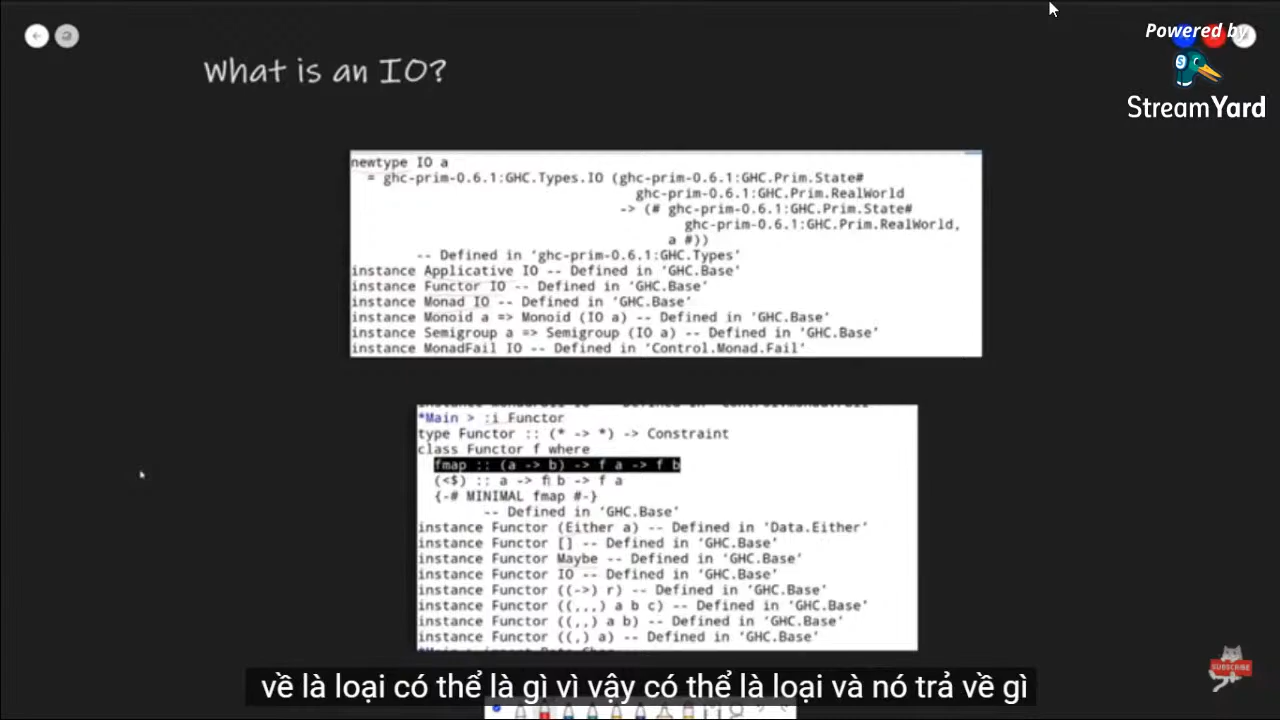 Powered by
StreamYard
What is an IO?
newtype IO a
= ghc-prim-0.6.1:GHC.Types.IO (ghc-prim-0.6.1:GHC.Prim.State#
ghc-prim-0.6.1:GHC.Prim.RealWorld
-> (# ghc-prim-0.6.1:GHC.Prim.State#
ghc-prim-0.6.1:GHC.Prim.RealWorld,
a #))
-- Defined in ‘ghc-prim-0.6.1:GHC.Types’
instance Applicative IO -- Defined in ‘GHC.Base’
instance Functor IO -- Defined in ‘GHC.Base’
instance Monad IO -- Defined in ‘GHC.Base’
instance Monoid a => Monoid (IO a) -- Defined in ‘GHC.Base’
instance Semigroup a => Semigroup (IO a) -- Defined in ‘GHC.Base’
instance MonadFail IO -- Defined in ‘Control.Monad.Fail’
*Main > :i Functor
type Functor :: (* -> *) -> Constraint
class Functor f where
fmap :: (a -> b) -> f a -> f b
(<$) :: a -> f b -> f a
{-# MINIMAL fmap #-}
-- Defined in ‘GHC.Base’
instance Functor (Either a) -- Defined in ‘Data.Either’
instance Functor [] -- Defined in ‘GHC.Base’
instance Functor Maybe -- Defined in ‘GHC.Base’
instance Functor IO -- Defined in ‘GHC.Base’
instance Functor ((->) r) -- Defined in ‘GHC.Base’
instance Functor ((,,,) a b c) -- Defined in ‘GHC.Base’
instance Functor ((,,) a b) -- Defined in ‘GHC.Base’
instance Functor ((,) a) -- Defined in ‘GHC.Base’
SUBSCRIBE
về là loại có thể là gì vì vậy có thể là loại và nó trả về gì